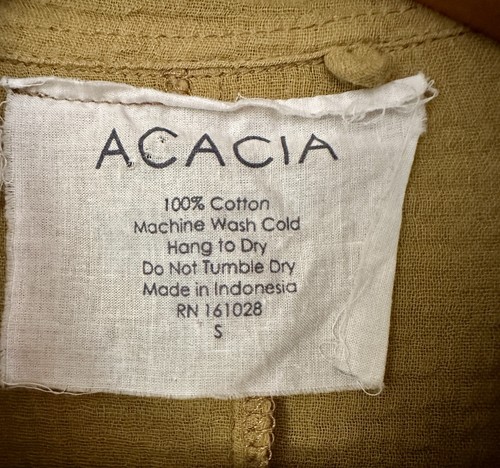 ACACIA
100% Cotton
Machine Wash Cold
Hang to Dry
Do Not Tumble Dry
Made in Indonesia
RN 161028
S